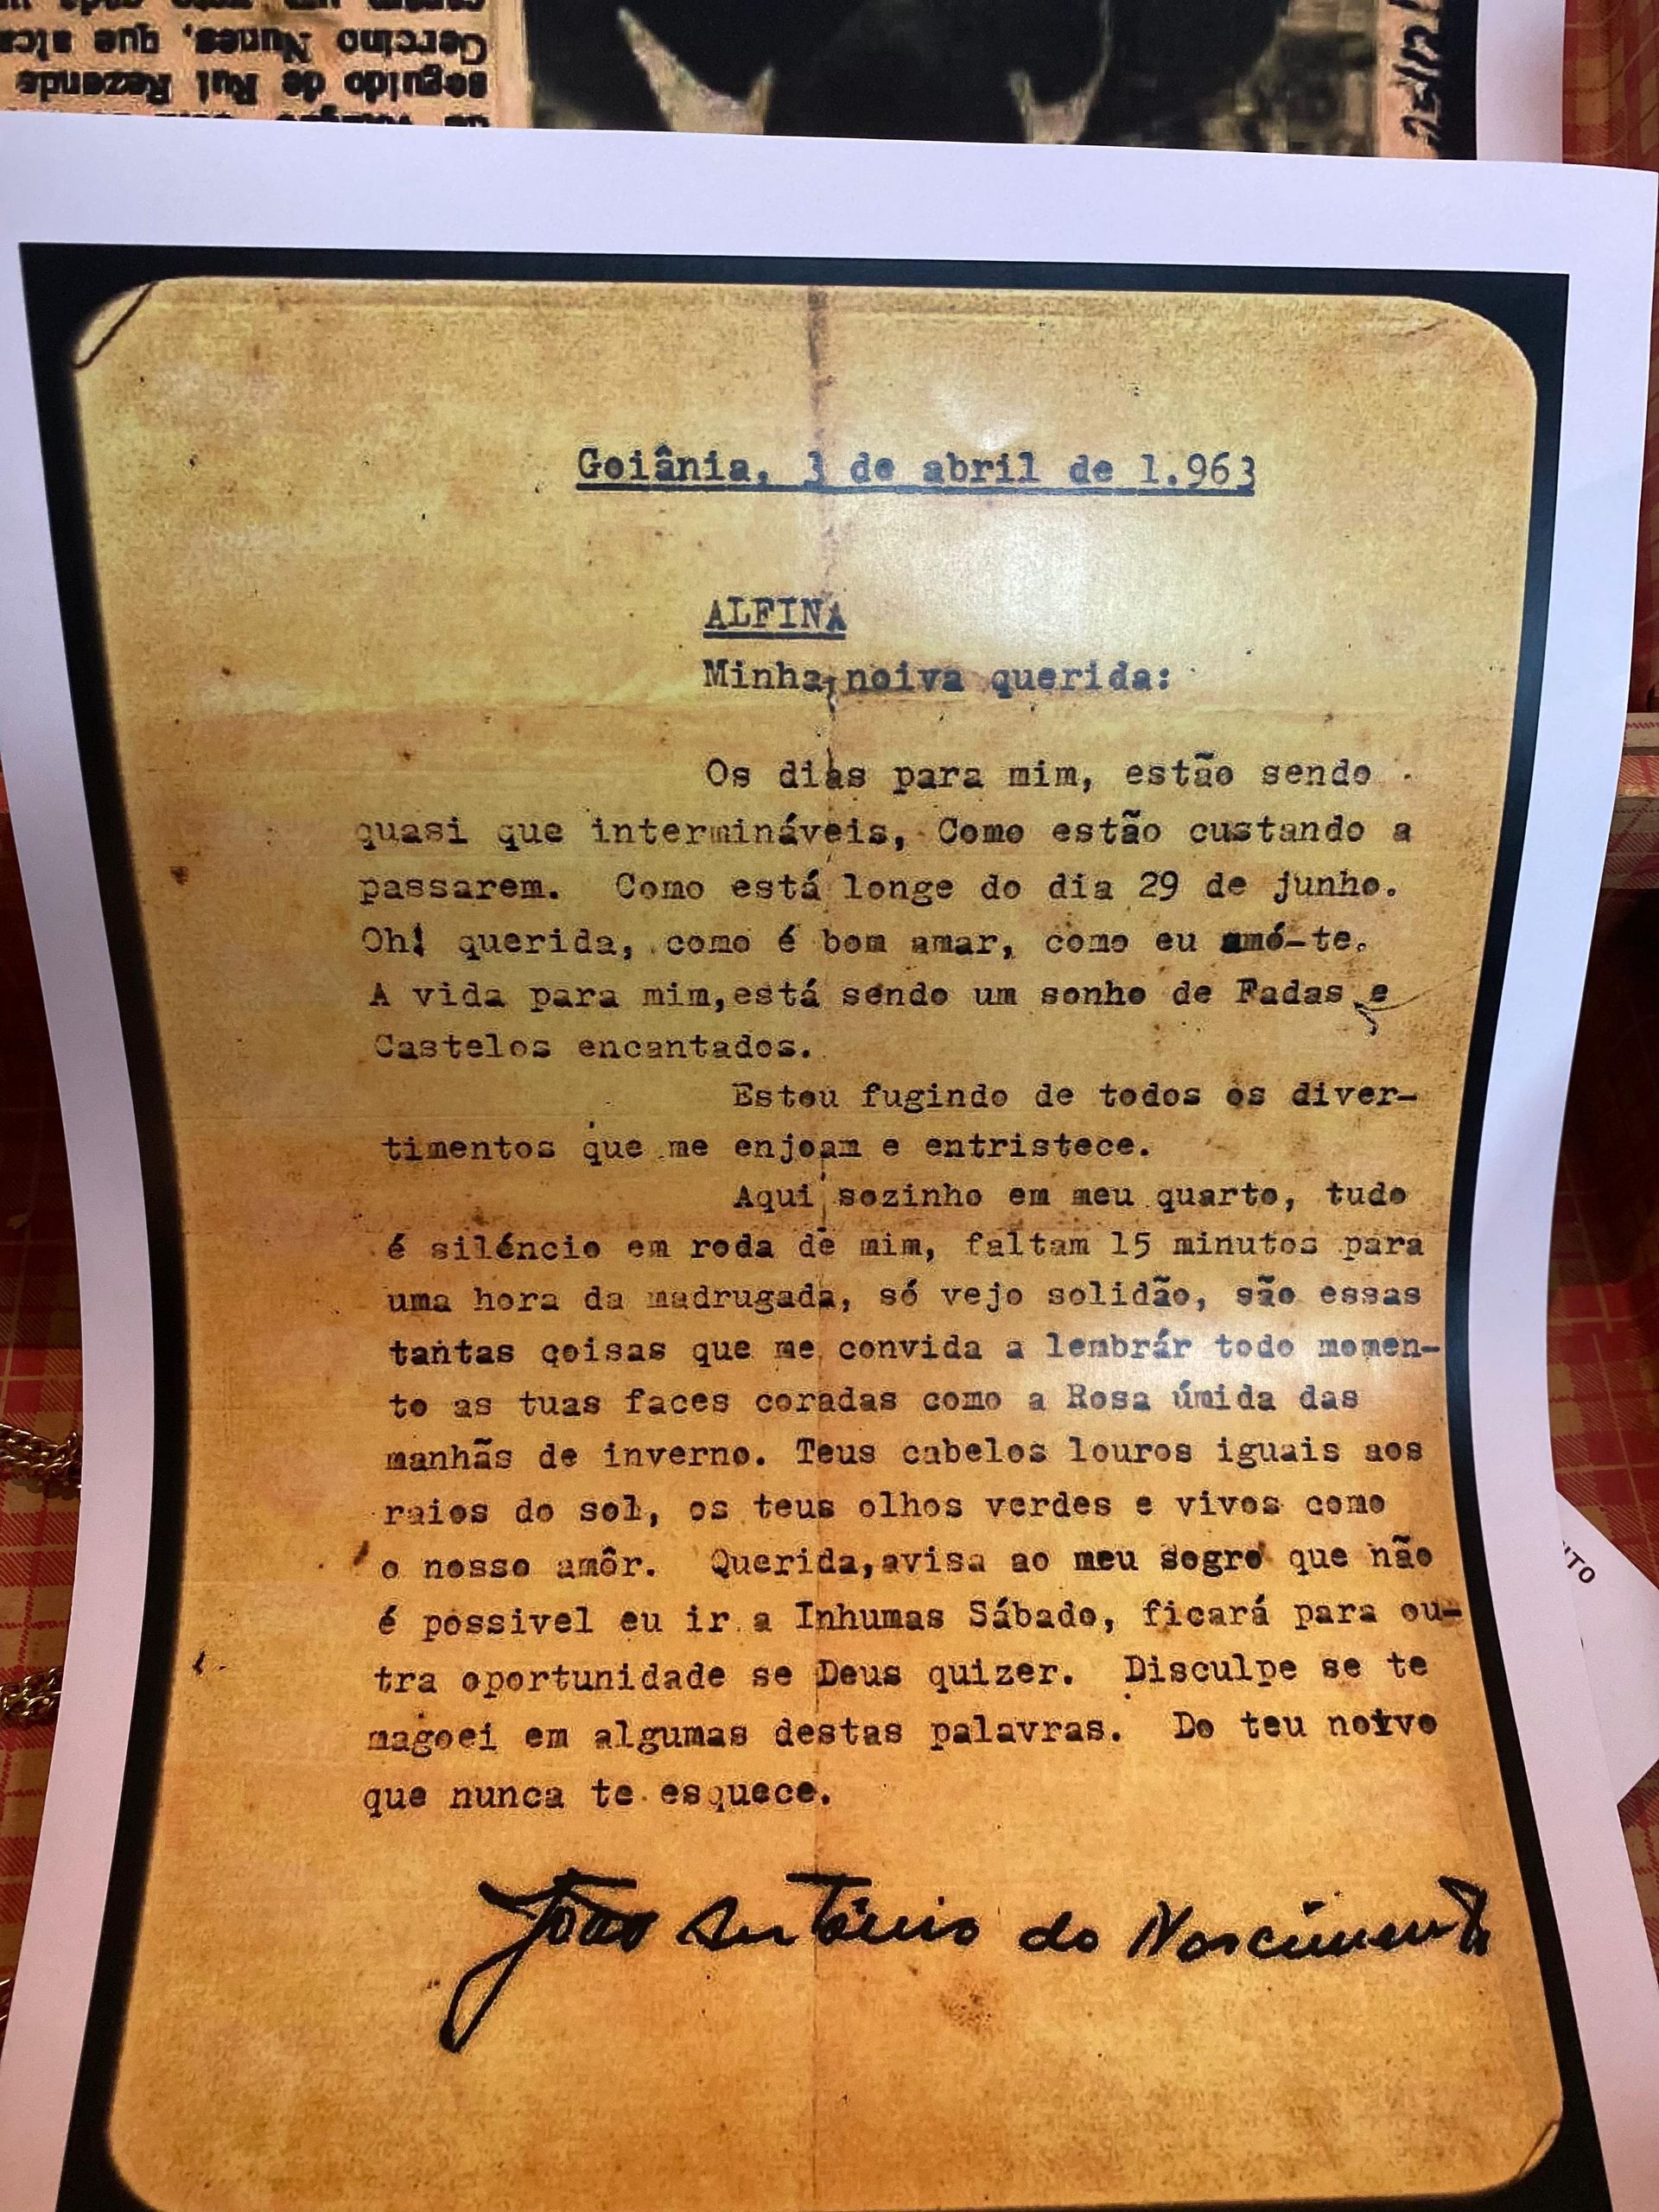 seguido de Rui Rezende
Gercino Nunes, que
Goiânia, 3 de abril de 1.963
ALFINA
Minha noiva querida:
Os dias para mim, estão sendo
quasi que intermináveis, Como estão custando a
passarem. Como está longe do dia 29 de junho.
Oh! querida, como é bom amar, como eu amó-te.
A vida para mim,está sendo um sonho de Fadas e
Castelos encantados.
Estou fugindo de todos os diver-
timentos que me enjoam e entristece.
Aqui sozinho em meu quarto, tudo
é siléncio em roda de mim, faltam 15 minutos para
uma hora da madrugada, só vejo solidão, são essas
tantas coisas que me convida a lembrár todo momen-
to as tuas faces coradas como a Rosa úmida das
manhãs de inverno. Teus cabelos louros iguais aos
raios do sol, os teus olhos verdes e vivos como
o nosso amôr. Querida,avisa ao meu sogro que não
é possivel eu ir a Inhumas Sábado, ficará para ou-
tra oportunidade se Deus quizer. Disculpe se te
magoei em algumas destas palavras. Do teu noivo
que nunca te esquece.
João Antônio do Nascimento
NTO